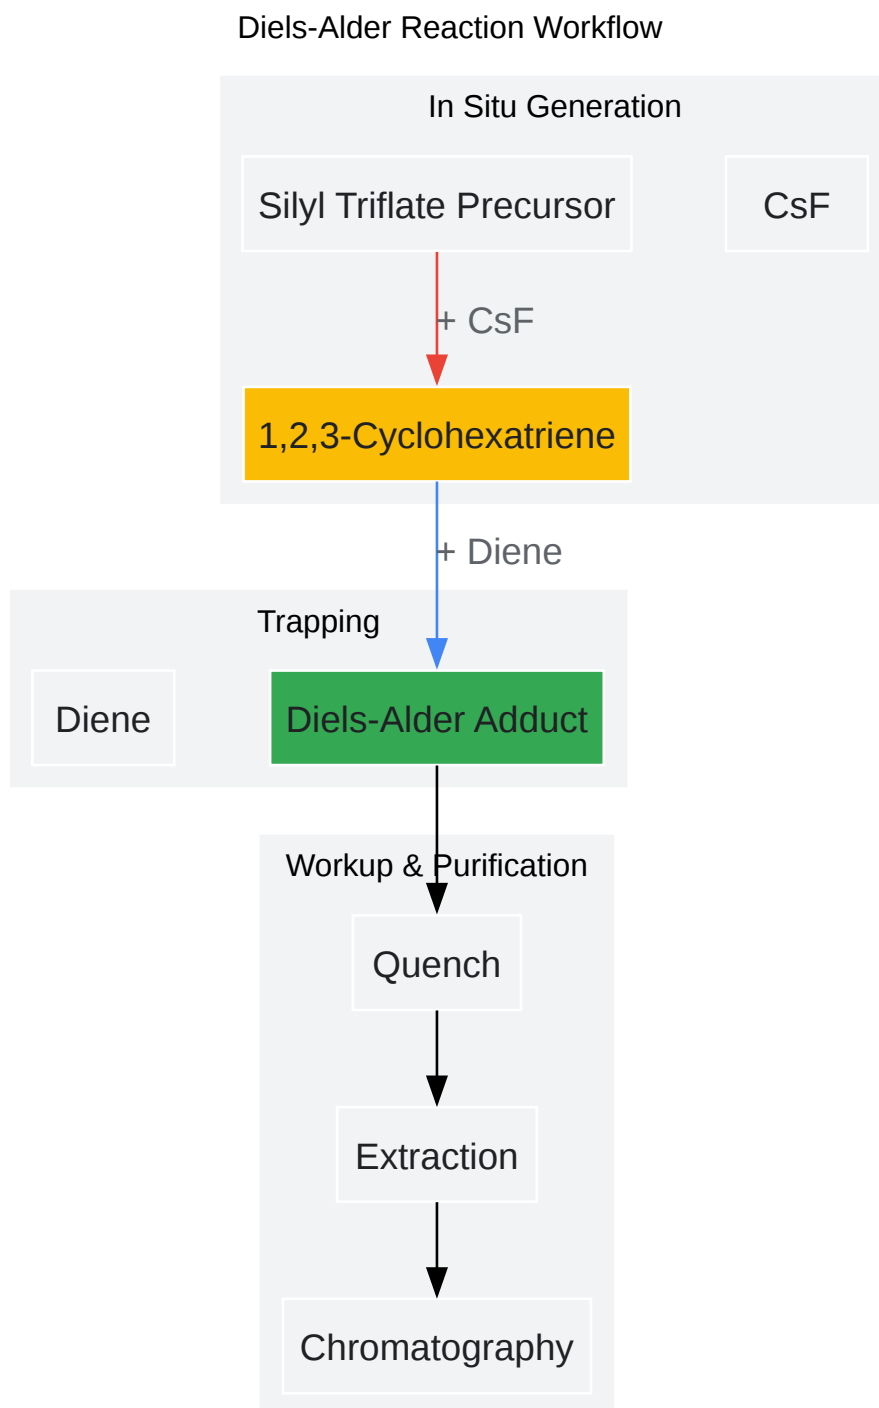 Diels-Alder Reaction Workflow
In Situ Generation
Silyl Triflate Precursor
CsF
+ CsF
1,2,3-Cyclohexatriene
+ Diene
Trapping
Diene
Diels-Alder Adduct
Workup & Purification
Quench
Extraction
Chromatography